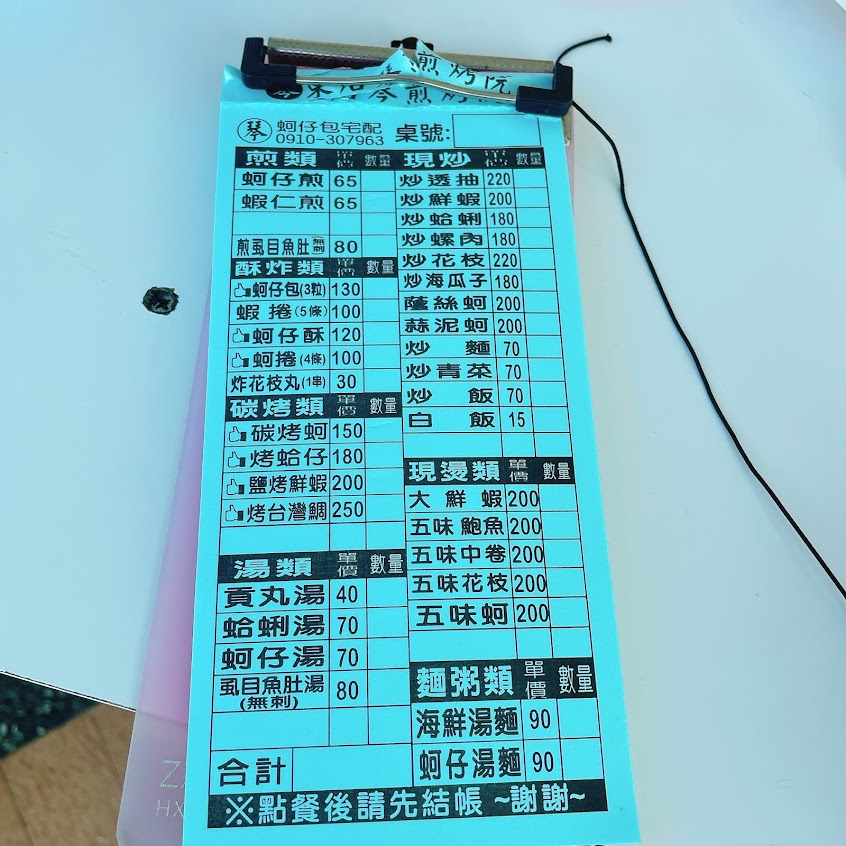 煎烤院
東石琴煎烤
琴 蚵仔包宅配 桌號:
0910-307963
煎類 單價 數量
蚵仔煎 65
蝦仁煎 65
煎虱目魚肚(無刺) 80
酥炸類 單價 數量
蚵仔包(3粒) 130
蝦捲(5條) 100
蚵仔酥 120
蚵捲(4條) 100
炸花枝丸(1串) 30
碳烤類 單價 數量
碳烤蚵 150
烤蛤仔 180
鹽烤鮮蝦 200
烤台灣鯛 250
湯類 單價 數量
貢丸湯 40
蛤蜊湯 70
蚵仔湯 70
虱目魚肚湯(無刺) 80
合計
現炒 單價 數量
炒透抽 220
炒鮮蝦 200
炒蛤蜊 180
炒螺肉 180
炒花枝 220
炒海瓜子 180
蔭絲蚵 200
蒜泥蚵 200
炒麵 70
炒青菜 70
炒飯 70
白飯 15
現燙類 單價 數量
大鮮蝦 200
五味鮑魚 200
五味中卷 200
五味花枝 200
五味蚵 200
麵粥類 單價 數量
海鮮湯麵 90
蚵仔湯麵 90
※點餐後請先結帳 ~謝謝~
HX